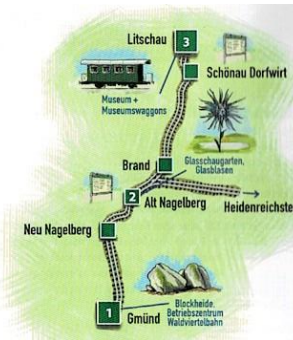 Litschau
3
Schönau Dorfwirt
Museum +
Museumswaggons
Brand
Glasschaugarten,
Glasblasen
2
Alt Nagelberg
Heidenreichste
Neu Nagelberg
1
Gmünd
Blockheide,
Betriebszentrum
Waldviertelbahn